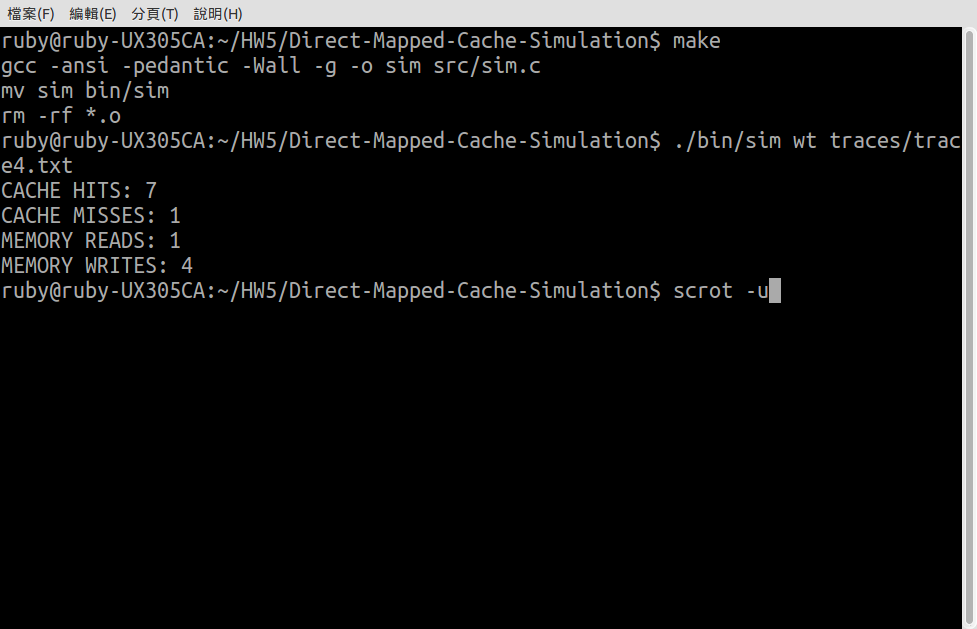 檔案(F) 編輯(E) 分頁(T) 說明(H)
ruby@ruby-UX305CA:~/HW5/Direct-Mapped-Cache-Simulation$ make
gcc -ansi -pedantic -Wall -g -o sim src/sim.c
mv sim bin/sim
rm -rf *.o
ruby@ruby-UX305CA:~/HW5/Direct-Mapped-Cache-Simulation$ ./bin/sim wt traces/trac
e4.txt
CACHE HITS: 7
CACHE MISSES: 1
MEMORY READS: 1
MEMORY WRITES: 4
ruby@ruby-UX305CA:~/HW5/Direct-Mapped-Cache-Simulation$ scrot -u